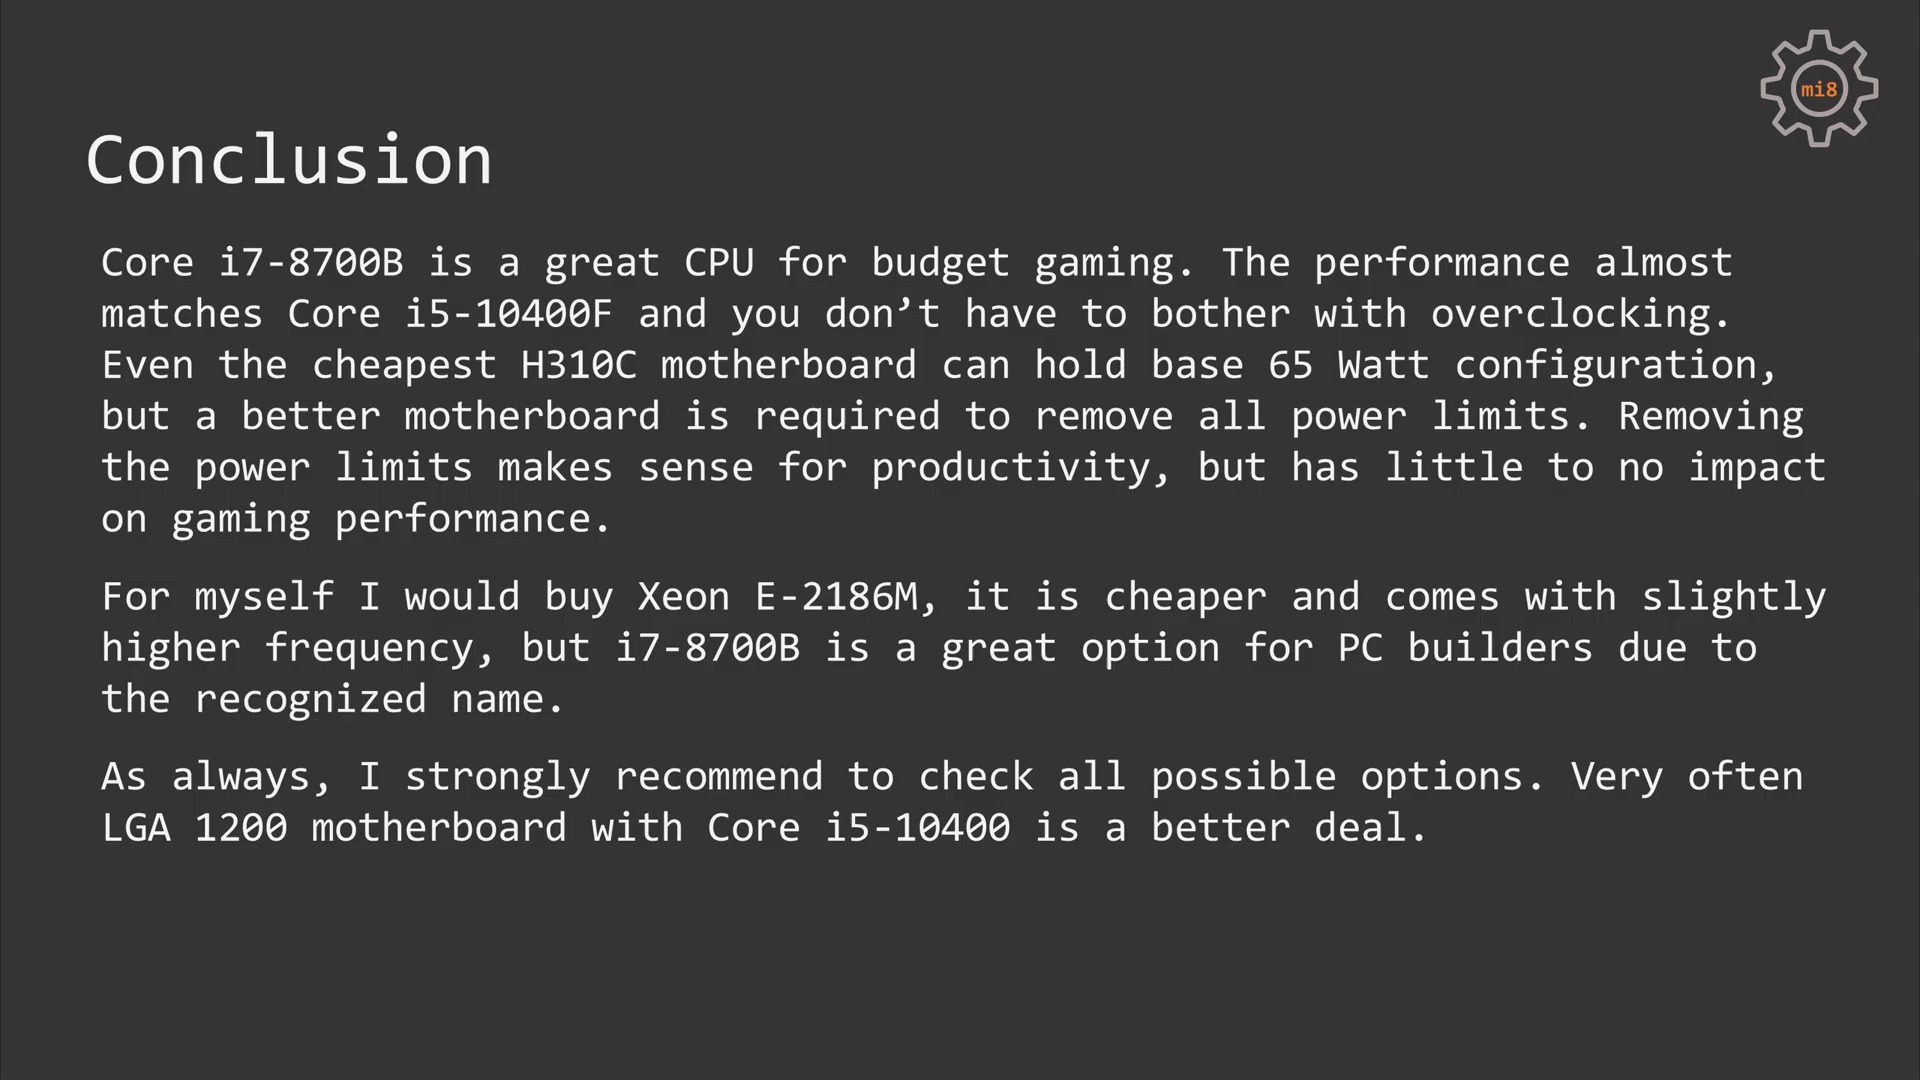 mi8
Conclusion
Core i7-8700B is a great CPU for budget gaming. The performance almost
matches Core i5-10400F and you don’t have to bother with overclocking.
Even the cheapest H310C motherboard can hold base 65 Watt configuration,
but a better motherboard is required to remove all power limits. Removing
the power limits makes sense for productivity, but has little to no impact
on gaming performance.
For myself I would buy Xeon E-2186M, it is cheaper and comes with slightly
higher frequency, but i7-8700B is a great option for PC builders due to
the recognized name.
As always, I strongly recommend to check all possible options. Very often
LGA 1200 motherboard with Core i5-10400 is a better deal.